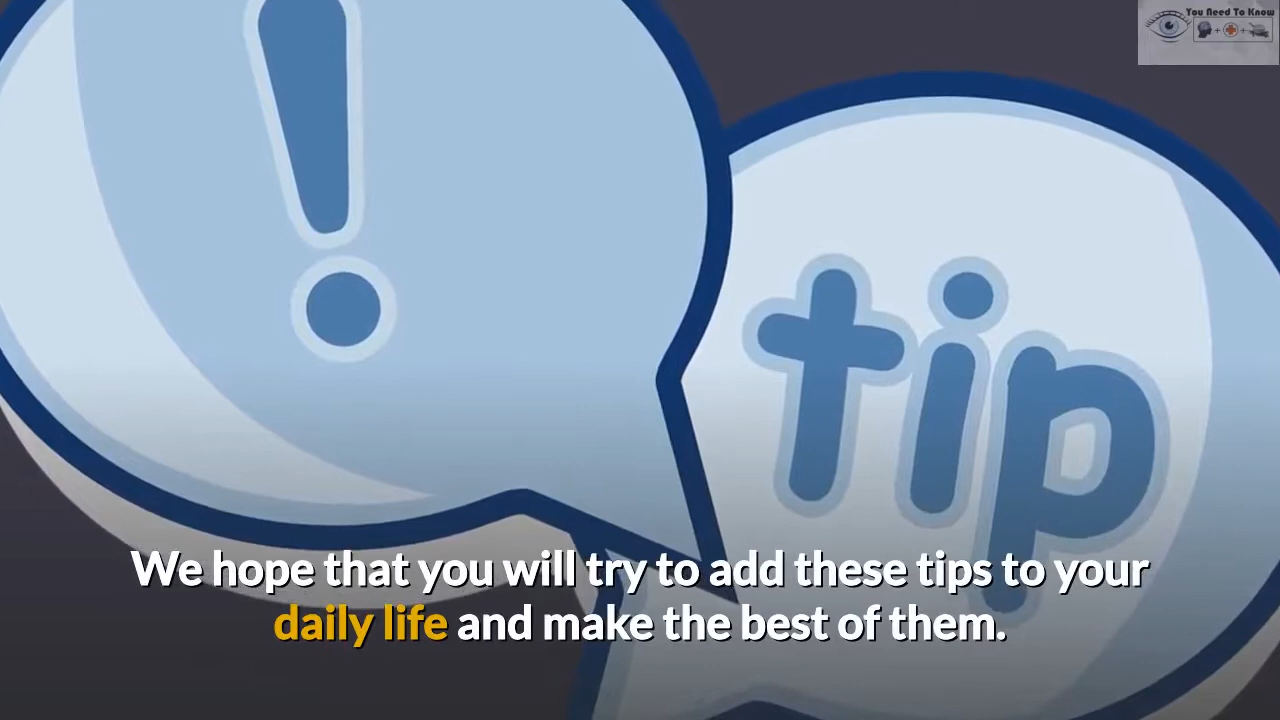 You Need To Know
!
tip
We hope that you will try to add these tips to your
daily life and make the best of them.